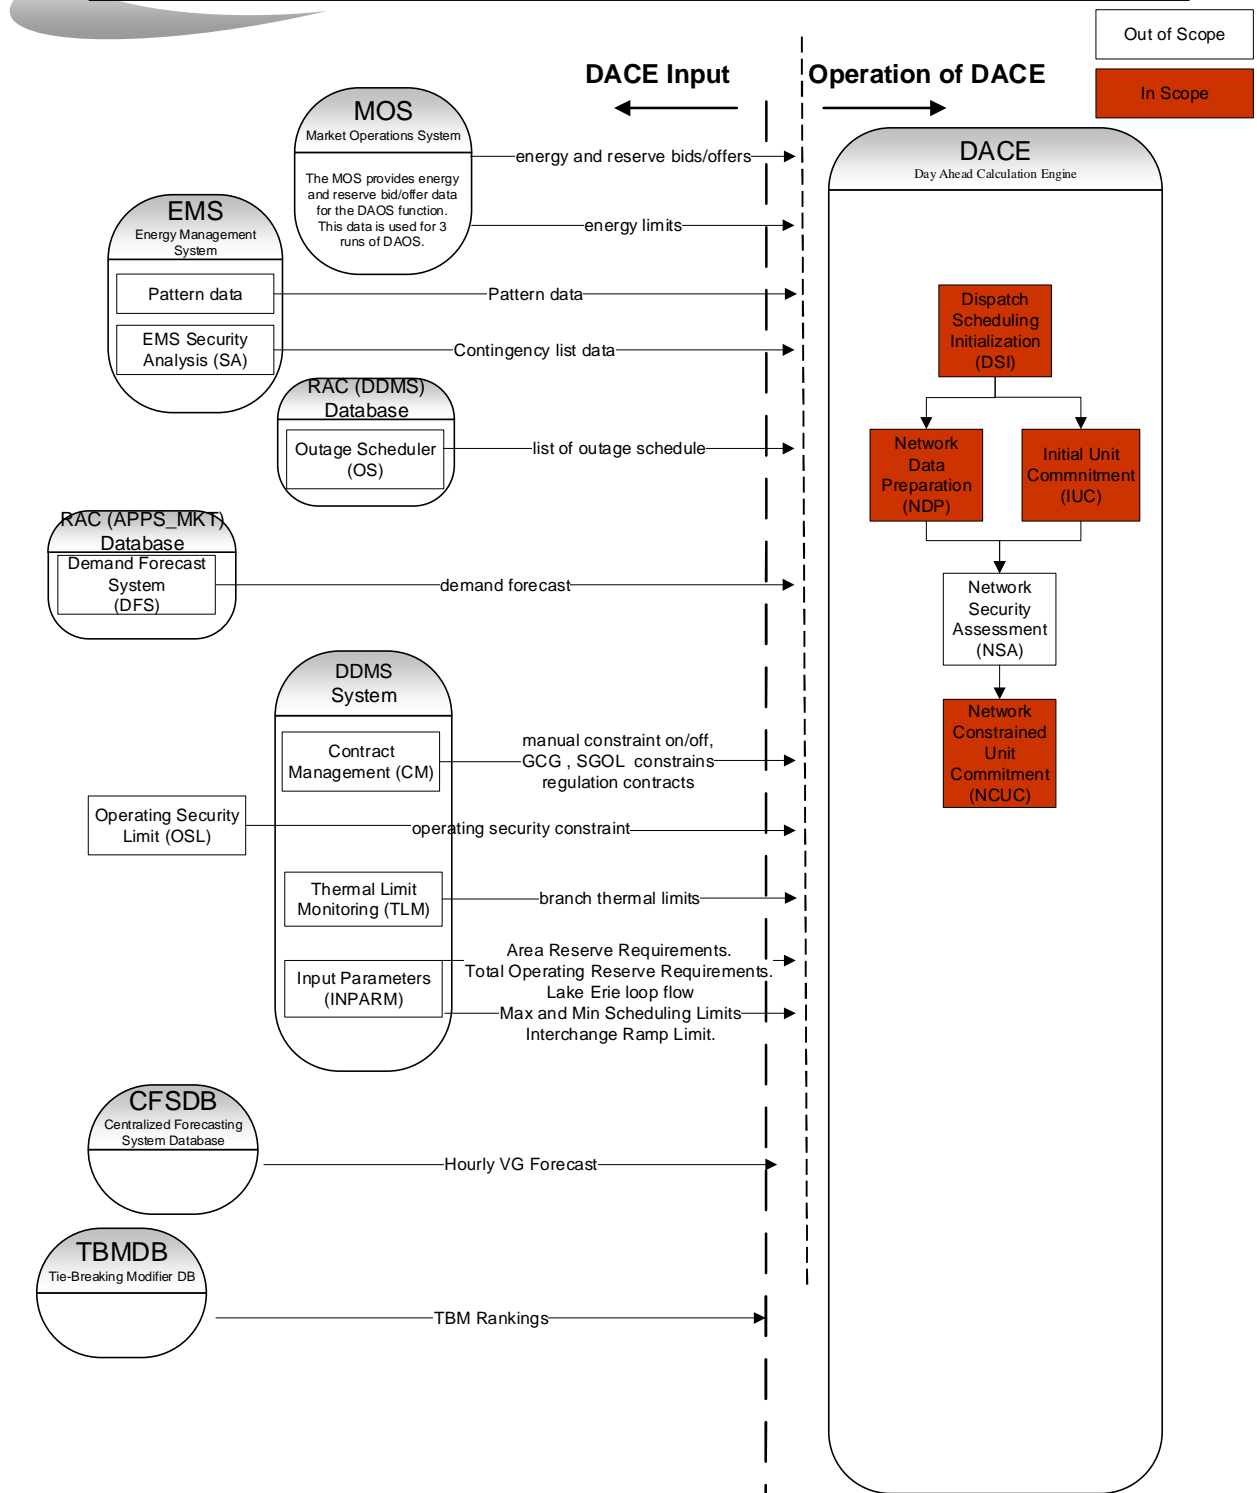 Out of Scope
In Scope
DACE Input
Operation of DACE
MOS
Market Operations System
The MOS provides energy
and reserve bid/offer data
for the DAOS function.
This data is used for 3
runs of DAOS.
energy and reserve bids/offers
energy limits
EMS
Energy Management
System
Pattern data
Pattern data
EMS Security
Analysis (SA)
Contingency list data
RAC (DDMS)
Database
Outage Scheduler
(OS)
list of outage schedule
RAC (APPS_MKT)
Database
Demand Forecast
System
(DFS)
demand forecast
DDMS
System
Contract
Management (CM)
manual constraint on/off,
GCG , SGOL constrains
regulation contracts
Operating Security
Limit (OSL)
operating security constraint
Thermal Limit
Monitoring (TLM)
branch thermal limits
Input Parameters
(INPARM)
Area Reserve Requirements.
Total Operating Reserve Requirements.
Lake Erie loop flow
Max and Min Scheduling Limits
Interchange Ramp Limit.
CFSDB
Centralized Forecasting
System Database
Hourly VG Forecast
TBMDB
Tie-Breaking Modifier DB
TBM Rankings
DACE
Day Ahead Calculation Engine
Dispatch
Scheduling
Initialization
(DSI)
Network
Data
Preparation
(NDP)
Initial Unit
Commnitment
(IUC)
Network
Security
Assessment
(NSA)
Network
Constrained
Unit
Commitment
(NCUC)